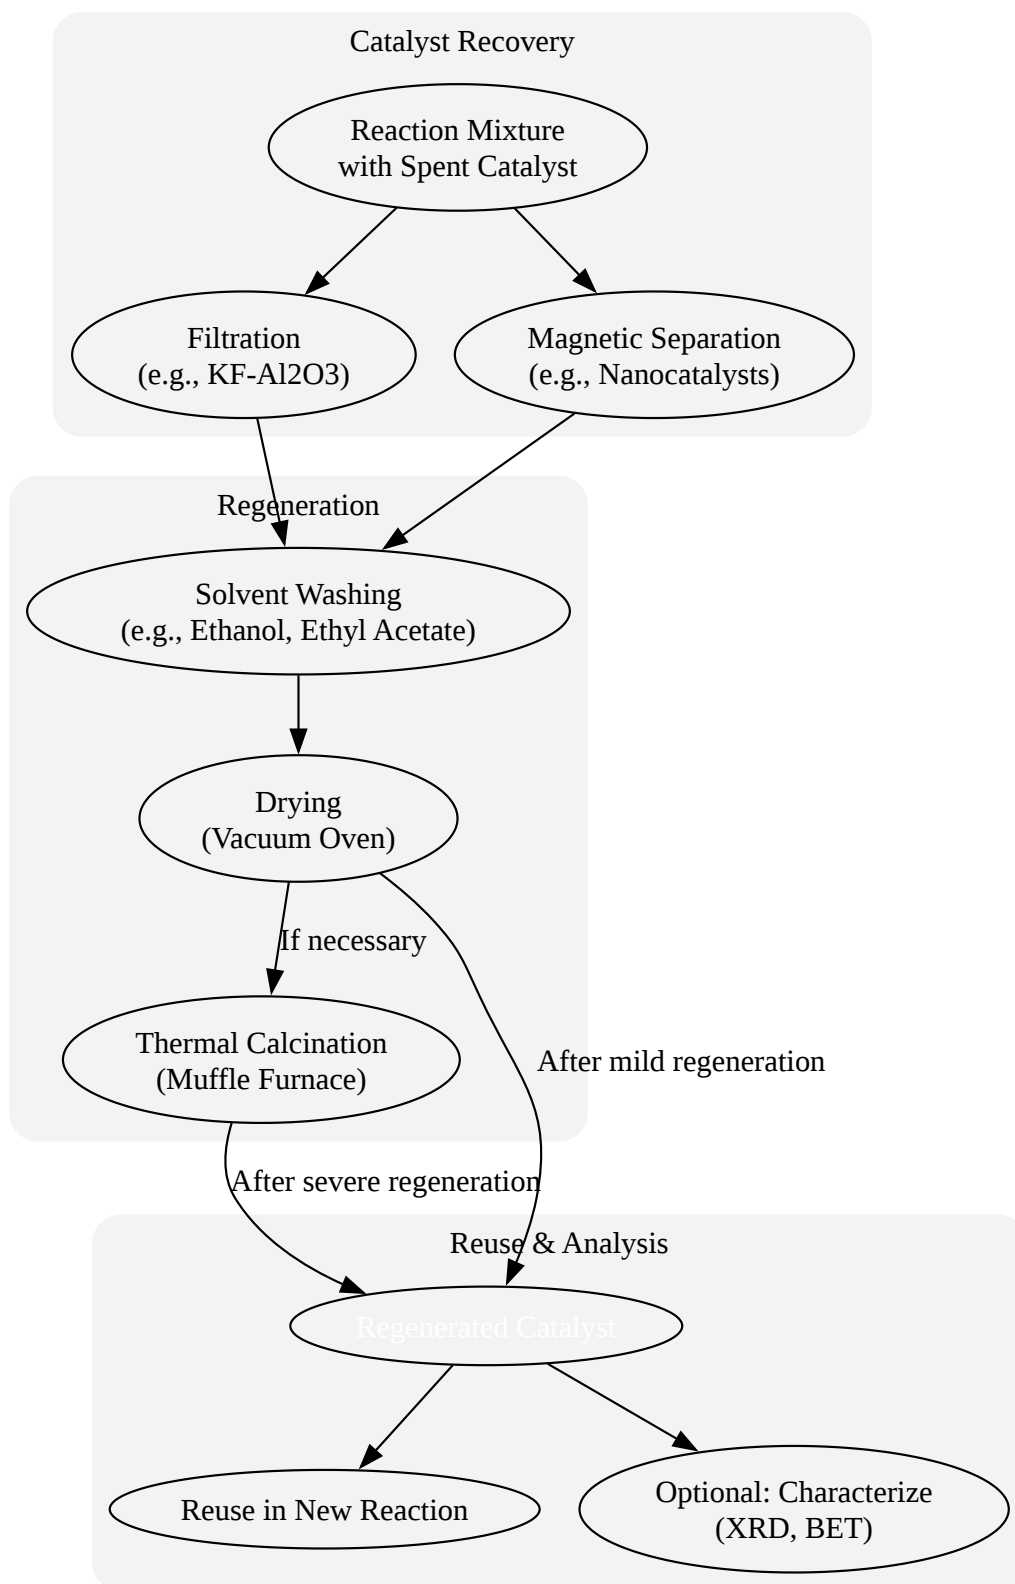 Catalyst Recovery
Reaction Mixture
with Spent Catalyst
Filtration
(e.g., KF-Al2O3)
Magnetic Separation
(e.g., Nanocatalysts)
Regeneration
Solvent Washing
(e.g., Ethanol, Ethyl Acetate)
Drying
(Vacuum Oven)
If necessary
Thermal Calcination
(Muffle Furnace)
After mild regeneration
After severe regeneration
Reuse & Analysis
Regenerated Catalyst
Reuse in New Reaction
Optional: Characterize
(XRD, BET)